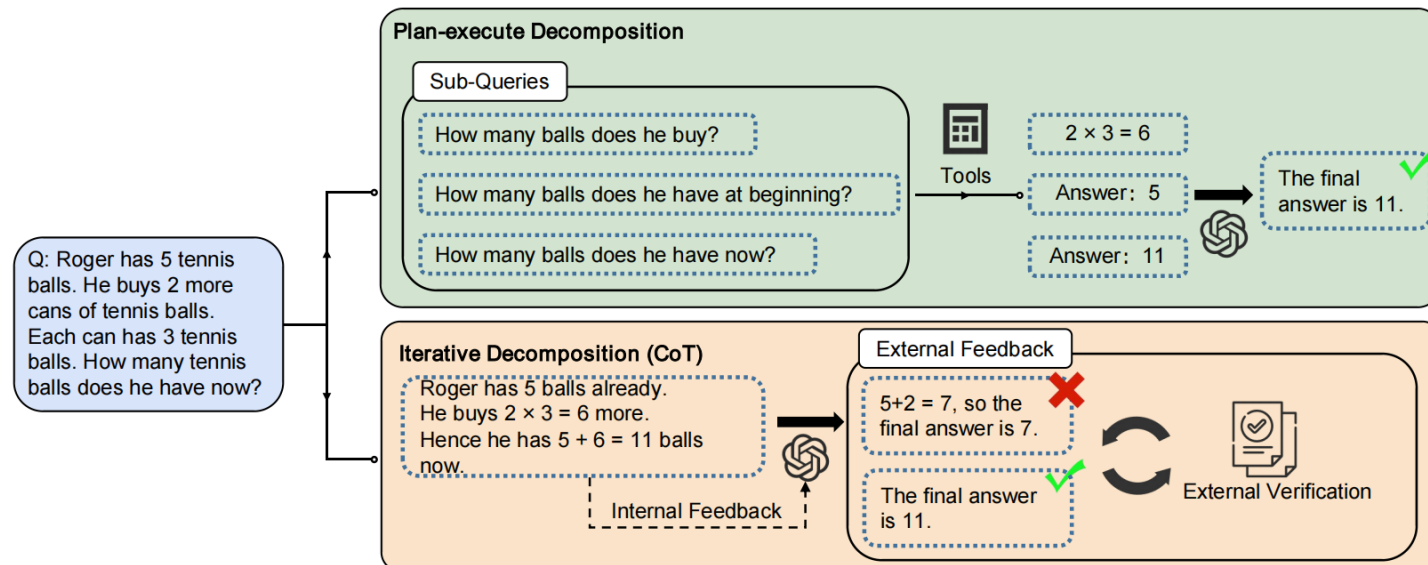 Plan-execute Decomposition
Sub-Queries
How many balls does he buy?
How many balls does he have at beginning?
How many balls does he have now?
Tools
2 × 3 = 6
Answer: 5
Answer: 11
The final
answer is 11.
Q: Roger has 5 tennis
balls. He buys 2 more
cans of tennis balls.
Each can has 3 tennis
balls. How many tennis
balls does he have now?
Iterative Decomposition (CoT)
Roger has 5 balls already.
He buys 2 × 3 = 6 more.
Hence he has 5 + 6 = 11 balls
now.
Internal Feedback
External Feedback
5+2 = 7, so the
final answer is 7.
The final answer
is 11.
External Verification